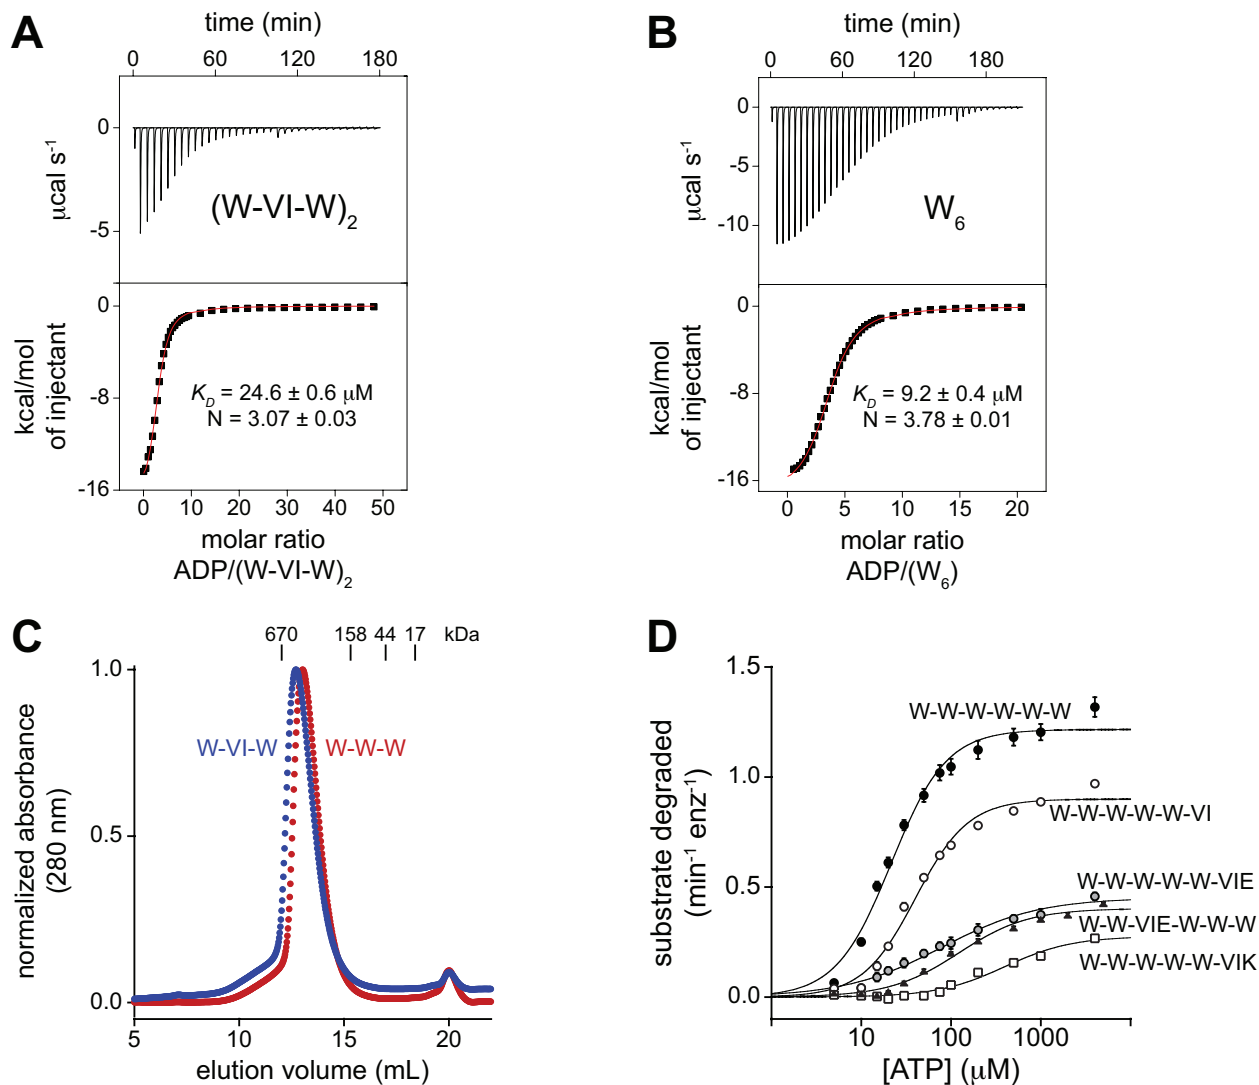 A
time (min)
0 60 120 180
0
-5
μcal s⁻¹
(W-VI-W)₂
0
-8
-16
kcal/mol
of injectant
K_D = 24.6 ± 0.6 μM
N = 3.07 ± 0.03
0 10 20 30 40 50
molar ratio
ADP/(W-VI-W)₂
B
time (min)
0 60 120 180
0
-5
-10
μcal s⁻¹
W₆
0
-8
-16
kcal/mol
of injectant
K_D = 9.2 ± 0.4 μM
N = 3.78 ± 0.01
0 5 10 15 20
molar ratio
ADP/(W₆)
C
670 158 44 17 kDa
1.0
0.5
0.0
normalized absorbance
(280 nm)
W-VI-W W-W-W
5 10 15 20
elution volume (mL)
D
1.5
1.0
0.5
0.0
substrate degraded
(min⁻¹ enz⁻¹)
W-W-W-W-W-W
W-W-W-W-W-VI
W-W-W-W-W-VIE
W-W-VIE-W-W-W
W-W-W-W-W-VIK
10 100 1000
[ATP] (μM)